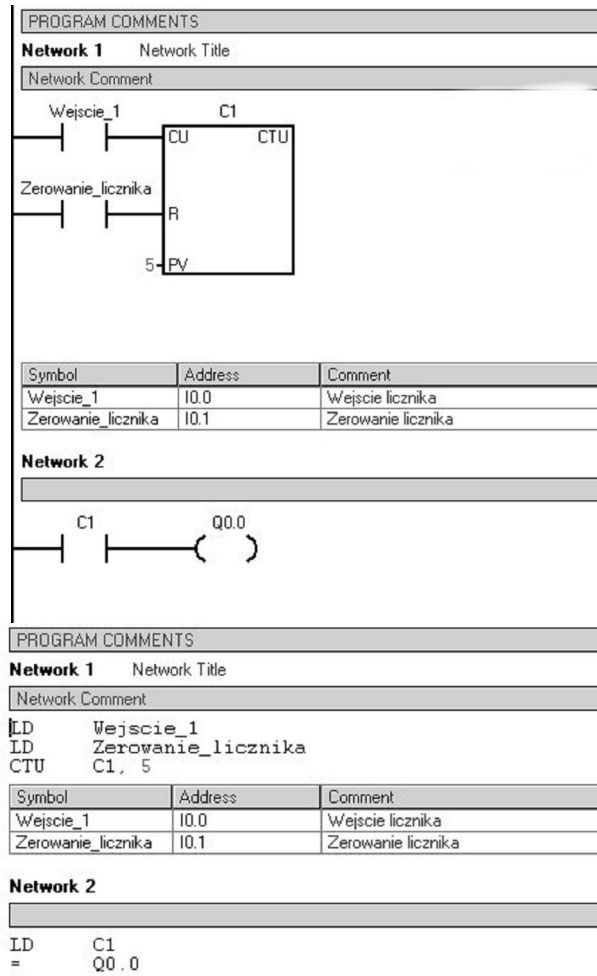 PROGRAM COMMENTS
Network 1 Network Title
Network Comment
Wejscie_1 C1
CU CTU
Zerowanie_licznika
R
5 PV
Symbol Address Comment
Wejscie_1 I0.0 Wejscie licznika
Zerowanie_licznika I0.1 Zerowanie licznika
Network 2
C1 Q0.0
PROGRAM COMMENTS
Network 1 Network Title
Network Comment
LD Wejscie_1
LD Zerowanie_licznika
CTU C1, 5
Symbol Address Comment
Wejscie_1 I0.0 Wejscie licznika
Zerowanie_licznika I0.1 Zerowanie licznika
Network 2
LD C1
= Q0.0